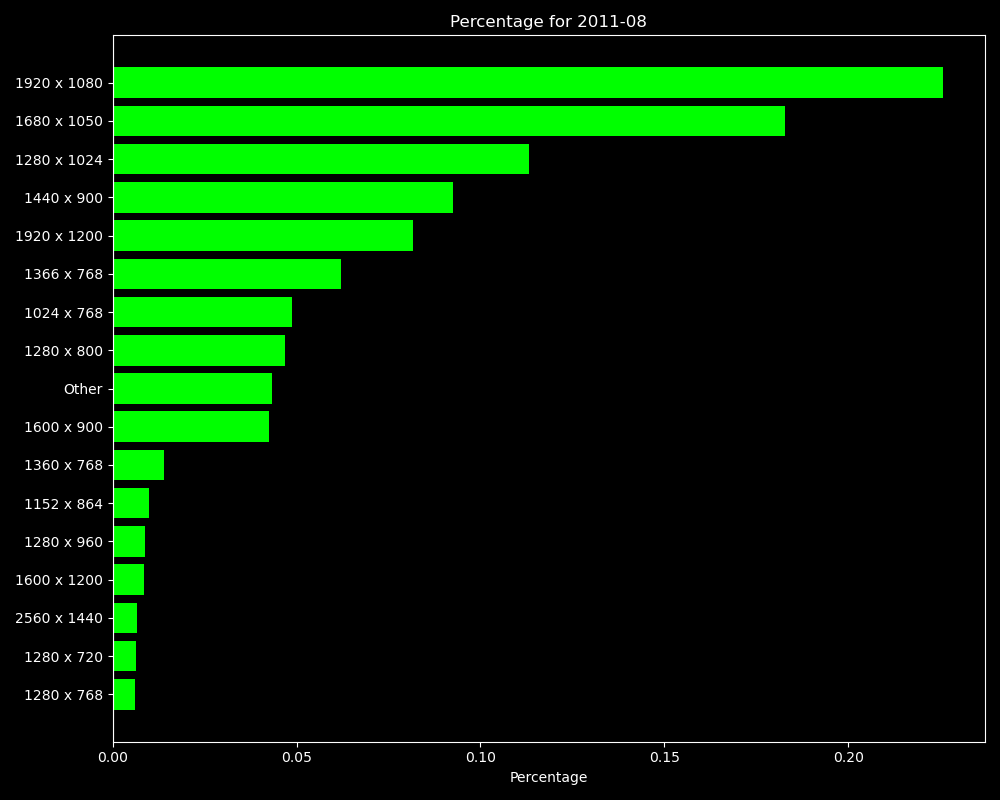 Percentage for 2011-08
1920 x 1080
1680 x 1050
1280 x 1024
1440 x 900
1920 x 1200
1366 x 768
1024 x 768
1280 x 800
Other
1600 x 900
1360 x 768
1152 x 864
1280 x 960
1600 x 1200
2560 x 1440
1280 x 720
1280 x 768
0.00 0.05 0.10 0.15 0.20
Percentage